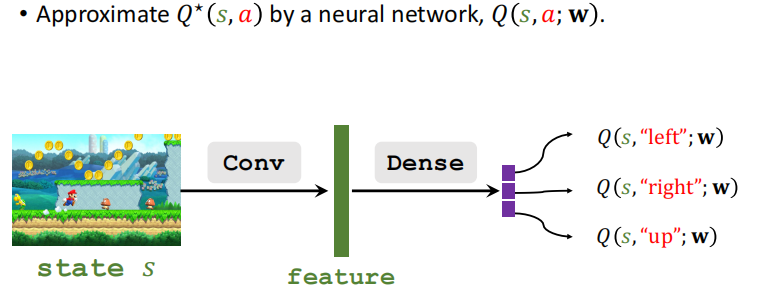 • Approximate Q⋆(s, a) by a neural network, Q(s, a; w).
Conv
Dense
Q(s, “left”; w)
Q(s, “right”; w)
Q(s, “up”; w)
state s
feature